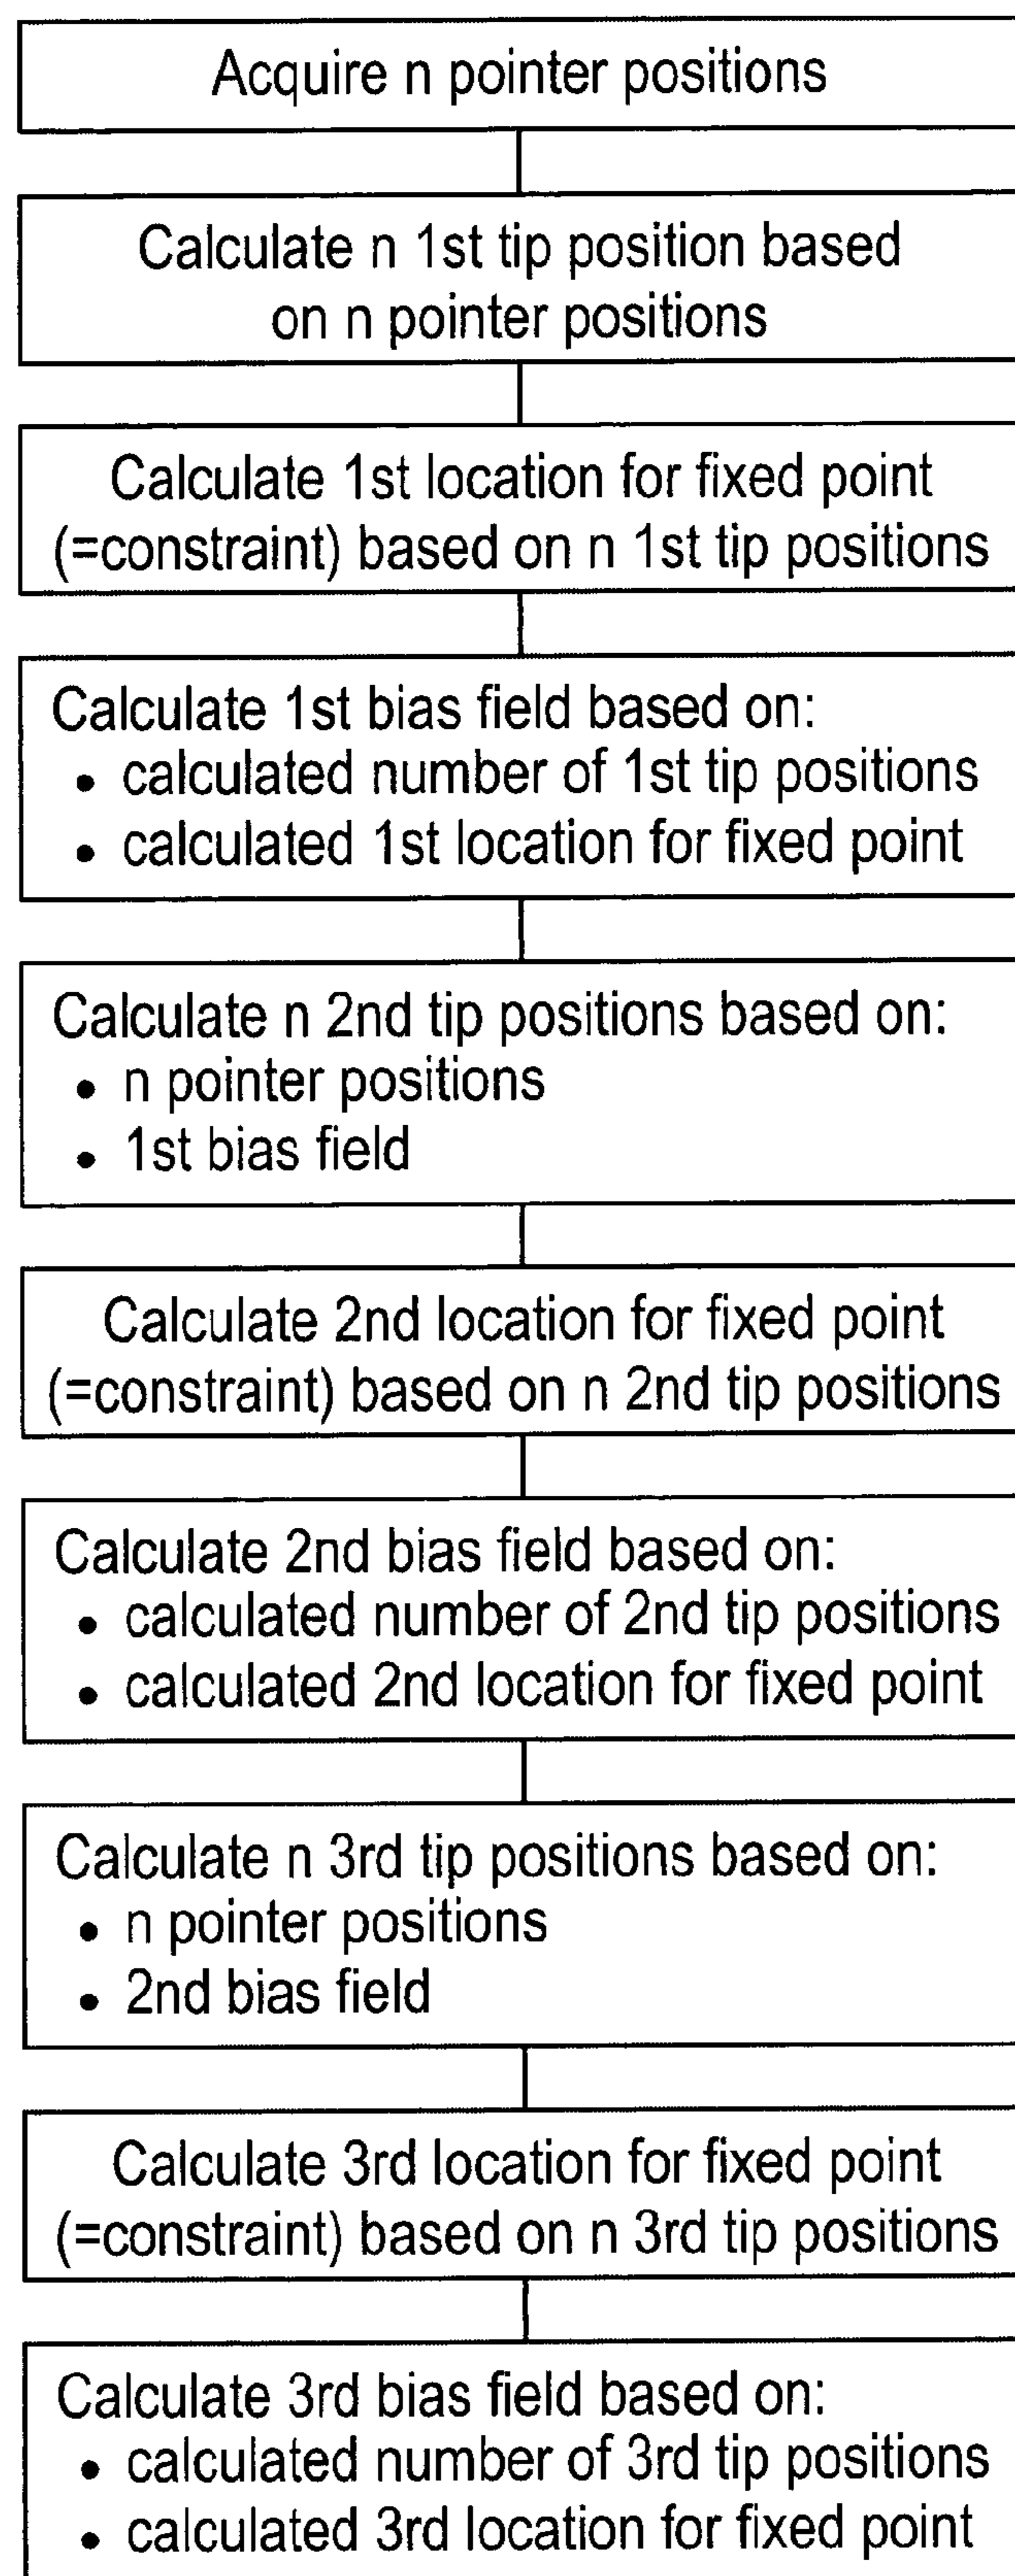 Acquire n pointer positions
Calculate n 1st tip position based
on n pointer positions
Calculate 1st location for fixed point
(=constraint) based on n 1st tip positions
Calculate 1st bias field based on:
• calculated number of 1st tip positions
• calculated 1st location for fixed point
Calculate n 2nd tip positions based on:
• n pointer positions
• 1st bias field
Calculate 2nd location for fixed point
(=constraint) based on n 2nd tip positions
Calculate 2nd bias field based on:
• calculated number of 2nd tip positions
• calculated 2nd location for fixed point
Calculate n 3rd tip positions based on:
• n pointer positions
• 2nd bias field
Calculate 3rd location for fixed point
(=constraint) based on n 3rd tip positions
Calculate 3rd bias field based on:
• calculated number of 3rd tip positions
• calculated 3rd location for fixed point